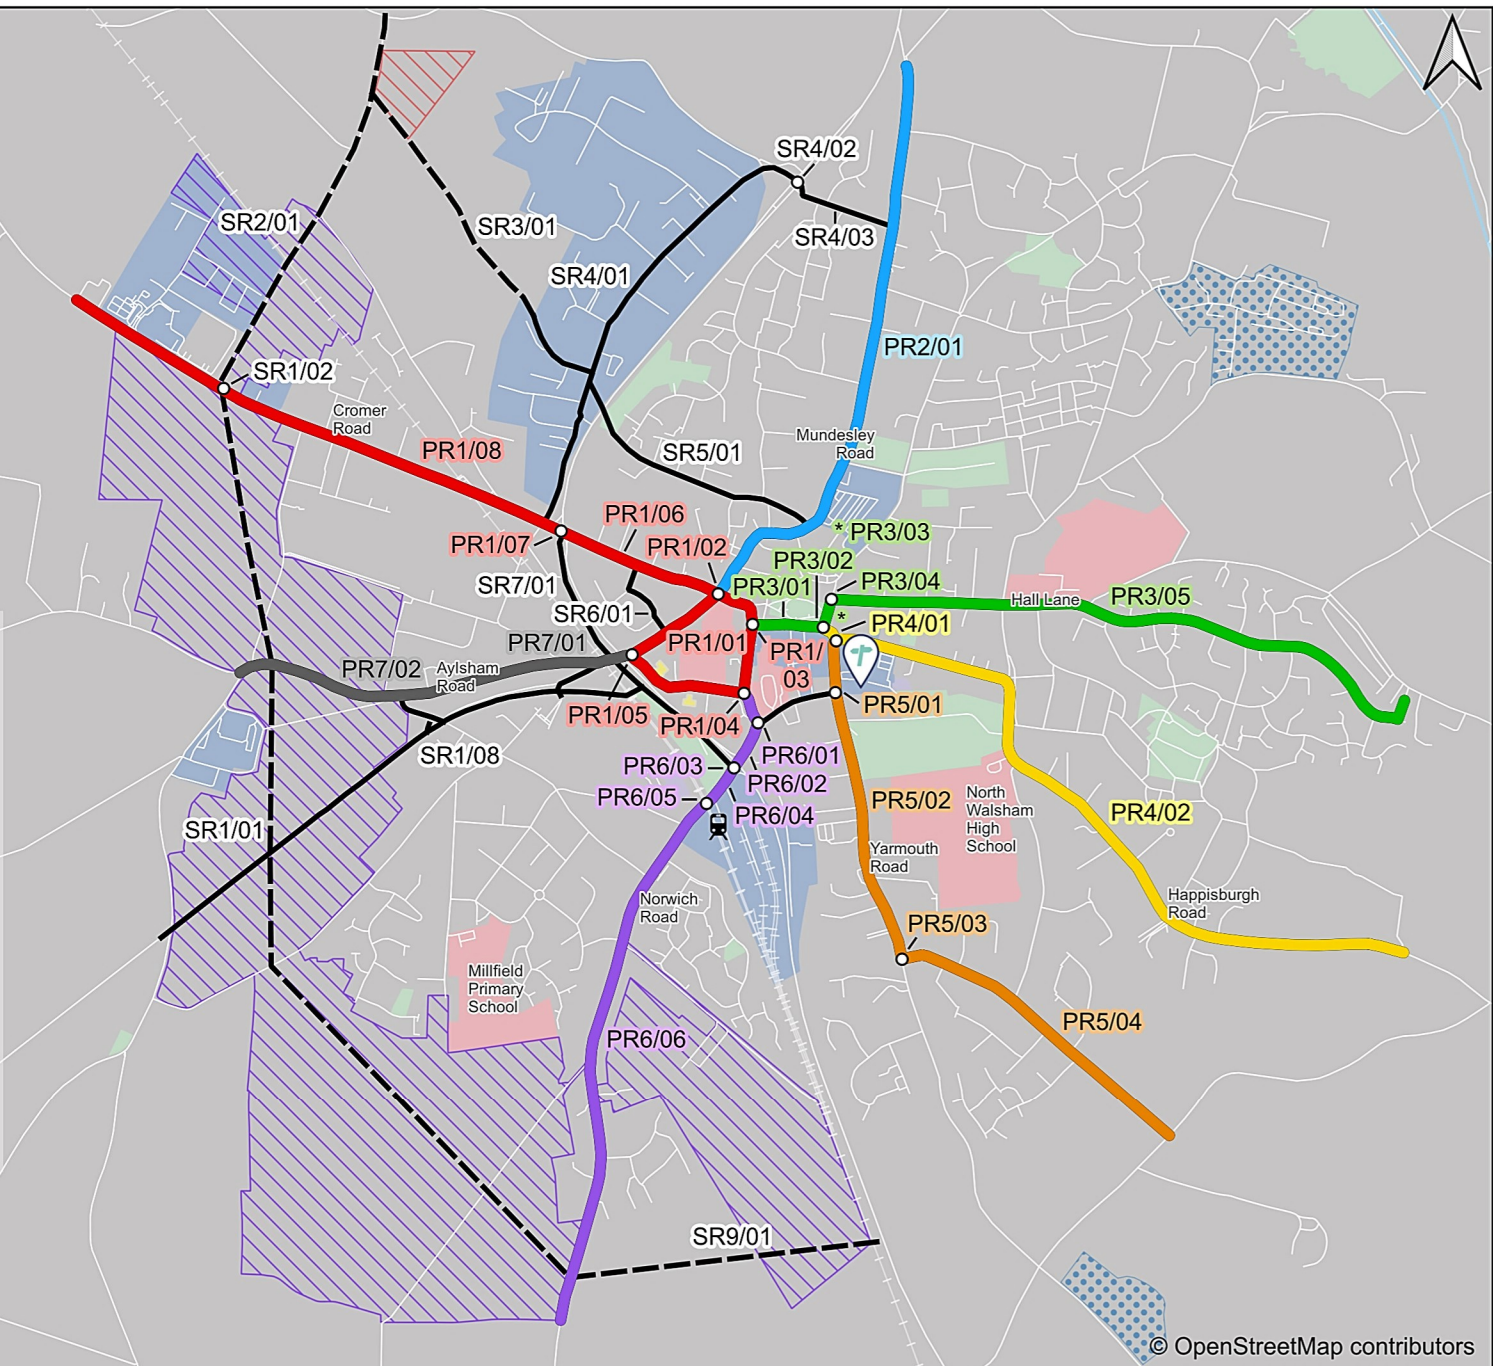 SR4/02
SR2/01
SR3/01
SR4/03
SR4/01
PR2/01
SR1/02
Cromer
Road
PR1/08
SR5/01
Mundesley
Road
PR1/06
PR1/07
PR1/02
* PR3/03
PR3/02
SR7/01
PR3/01
PR3/04
Hall Lane
PR3/05
SR6/01
*
PR4/01
PR7/01
PR1/01
PR1/
03
PR7/02
Aylsham
Road
PR1/05
PR1/04
PR5/01
SR1/08
PR6/01
PR6/03
PR6/02
PR6/05
PR6/04
PR5/02
North
Walsham
High
School
PR4/02
SR1/01
Yarmouth
Road
Norwich
Road
Happisburgh
Road
PR5/03
Millfield
Primary
School
PR5/04
PR6/06
SR9/01
© OpenStreetMap contributors